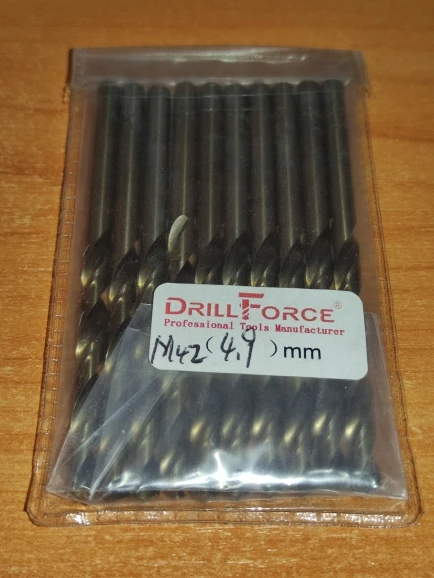 DRILLFORCE®
Professional Tools Manufacturer
M42 (4.9) mm